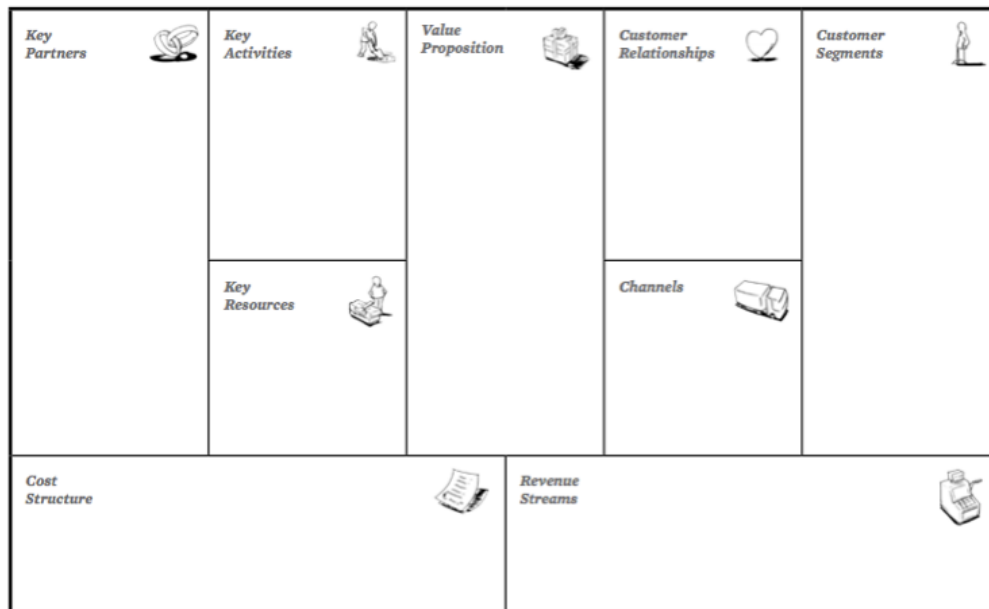 Key
Partners
Key
Activities
Value
Proposition
Customer
Relationships
Customer
Segments
Key
Resources
Channels
Cost
Structure
Revenue
Streams